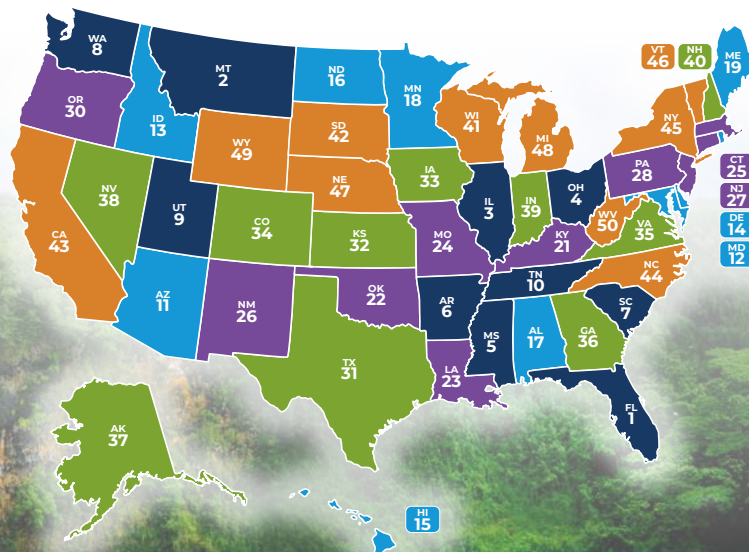 WA
8
MT
2
ND
16
MN
18
VT
46
NH
40
ME
19
OR
30
ID
13
WY
49
SD
42
WI
41
MI
48
NY
45
NV
38
UT
9
CO
34
NE
47
IA
33
IL
3
IN
39
OH
4
PA
28
CT
25
NJ
27
DE
14
MD
12
CA
43
AZ
11
NM
26
KS
32
MO
24
KY
21
WV
50
VA
35
OK
22
AR
6
TN
10
NC
44
SC
7
TX
31
LA
23
MS
5
AL
17
GA
36
FL
1
AK
37
HI
15